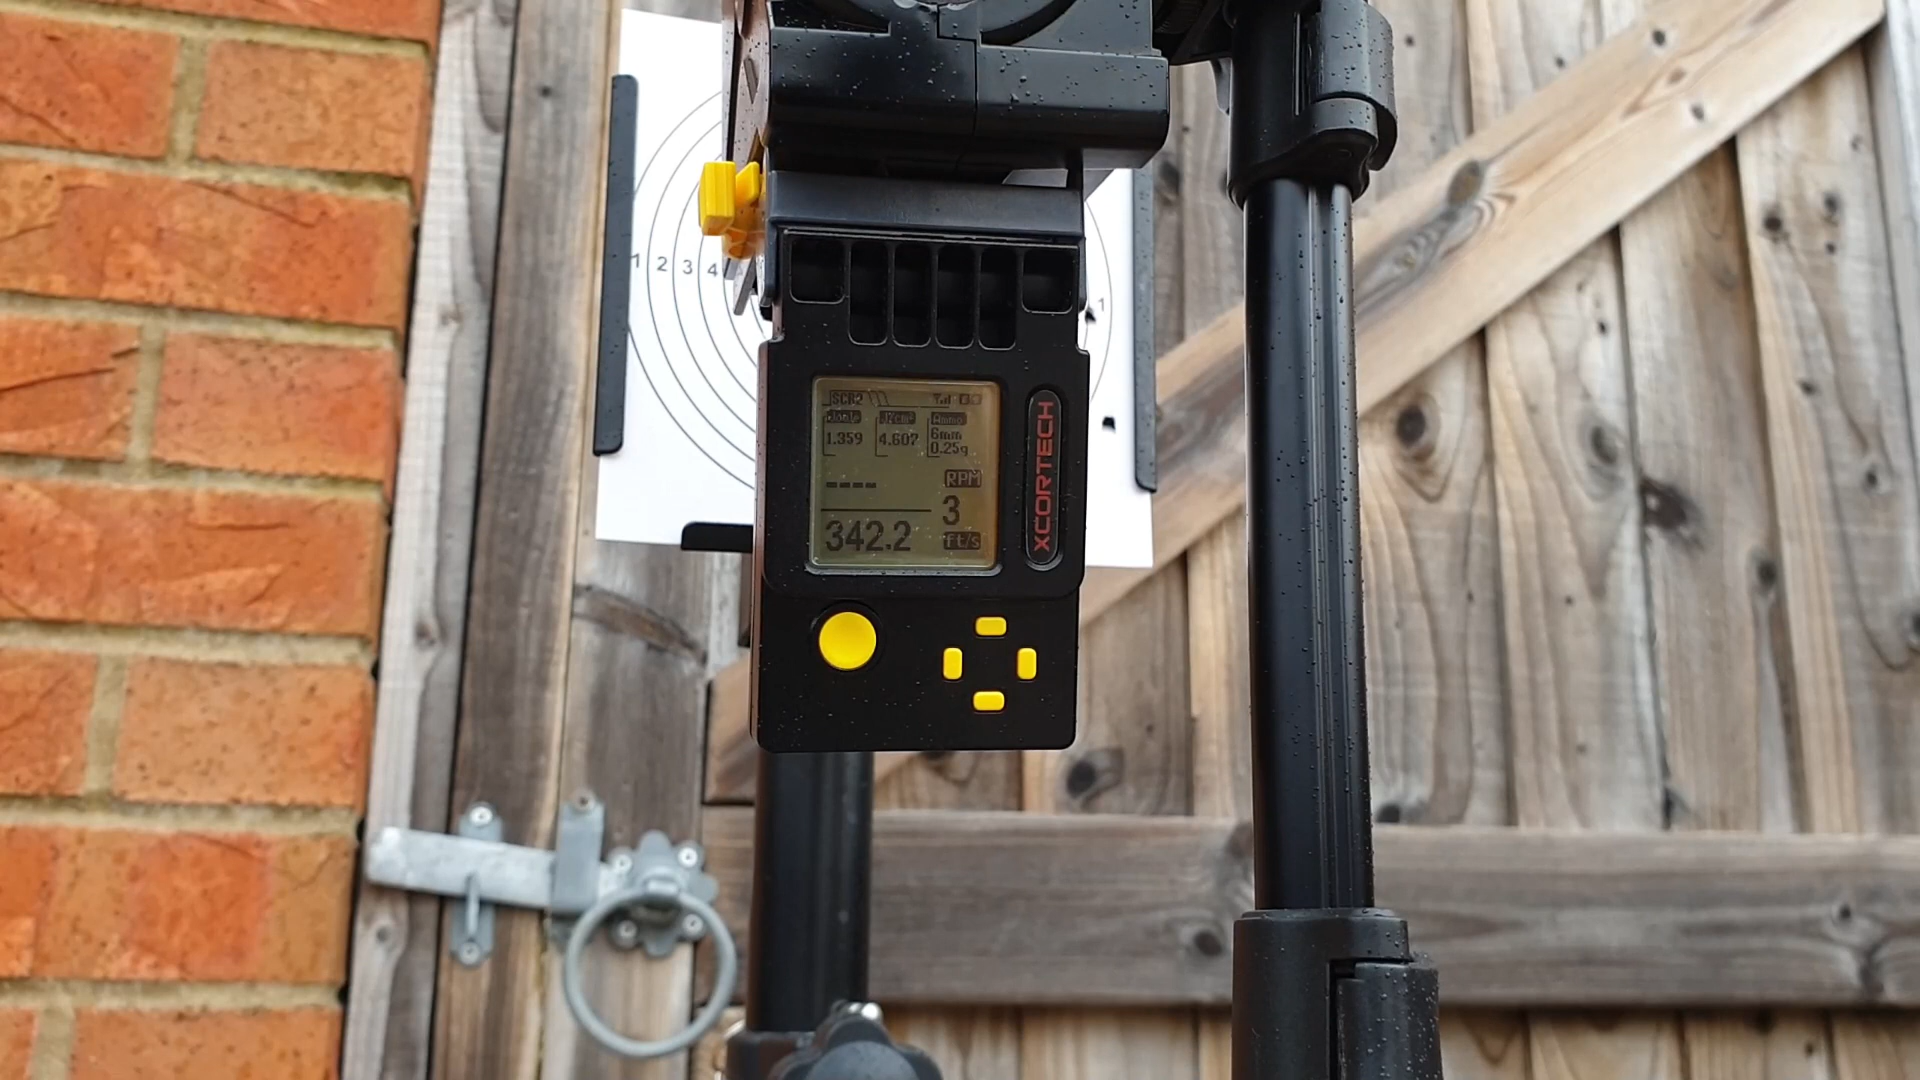 1 2 3 4
1
SCR2
Joule
J/cm²
Ammo
1.359
4.607
6mm
0.25g
----
RPM
3
342.2
ft/s
XCORTECH